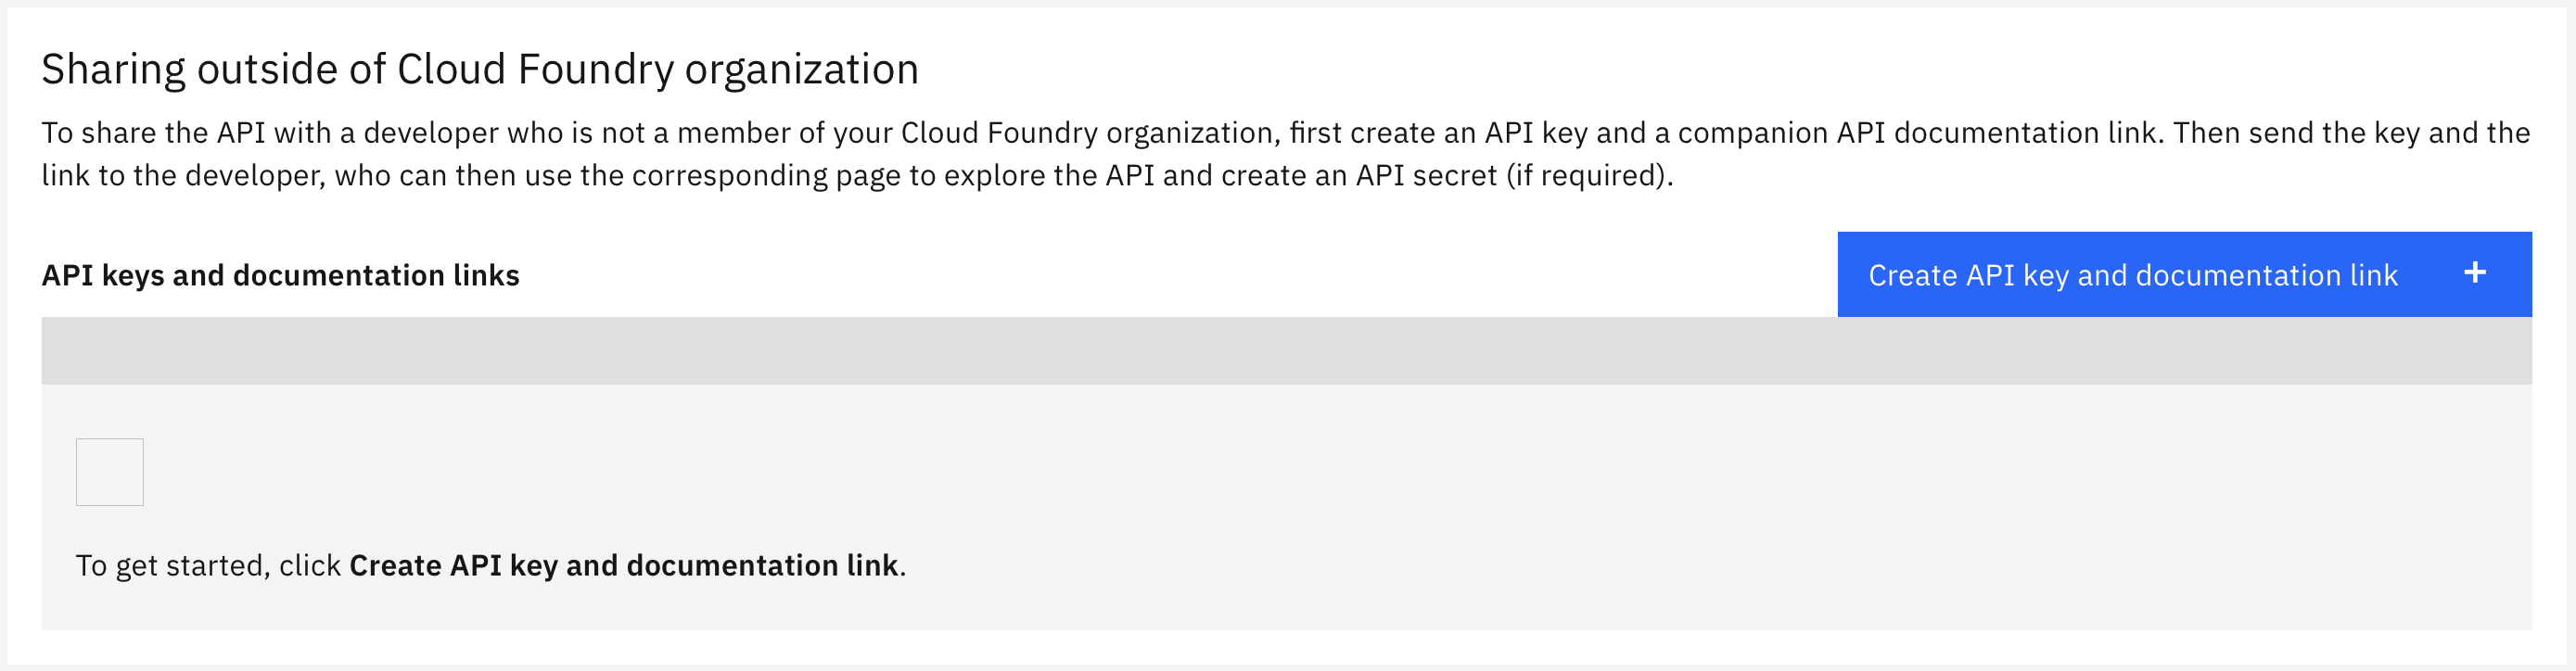 Sharing outside of Cloud Foundry organization
To share the API with a developer who is not a member of your Cloud Foundry organization, first create an API key and a companion API documentation link. Then send the key and the
link to the developer, who can then use the corresponding page to explore the API and create an API secret (if required).
API keys and documentation links
Create API key and documentation link +
To get started, click Create API key and documentation link.